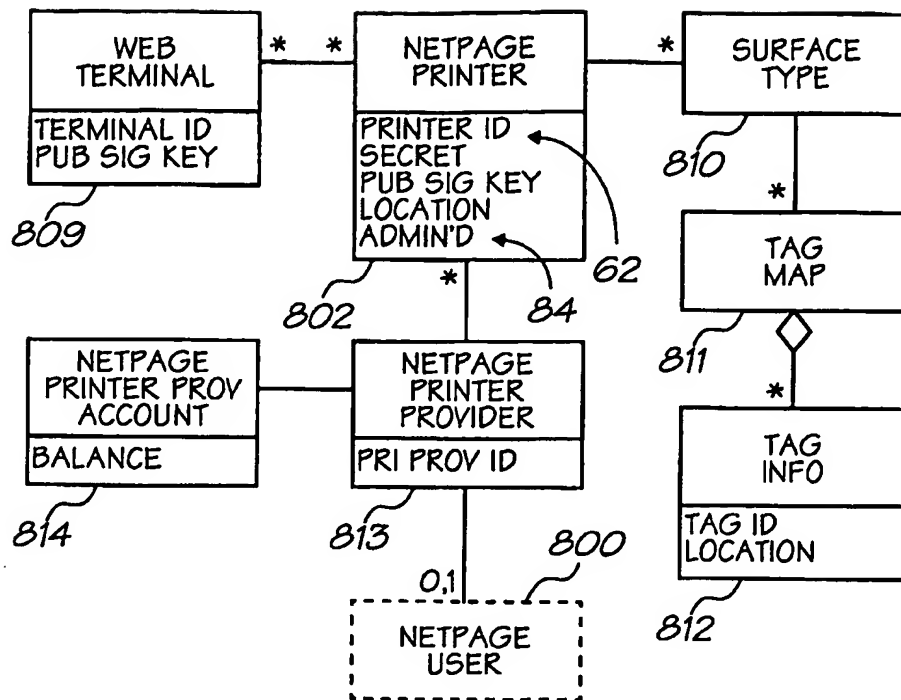 WEB
TERMINAL
* *
NETPAGE
PRINTER
*
SURFACE
TYPE
TERMINAL ID
PUB SIG KEY
PRINTER ID
SECRET
PUB SIG KEY
LOCATION
ADMIN'D
810
809
*
62
TAG
MAP
802
*
84
811
NETPAGE
PRINTER PROV
ACCOUNT
NETPAGE
PRINTER
PROVIDER
*
TAG
INFO
BALANCE
PRI PROV ID
TAG ID
LOCATION
814
813
800
812
0,1
NETPAGE
USER